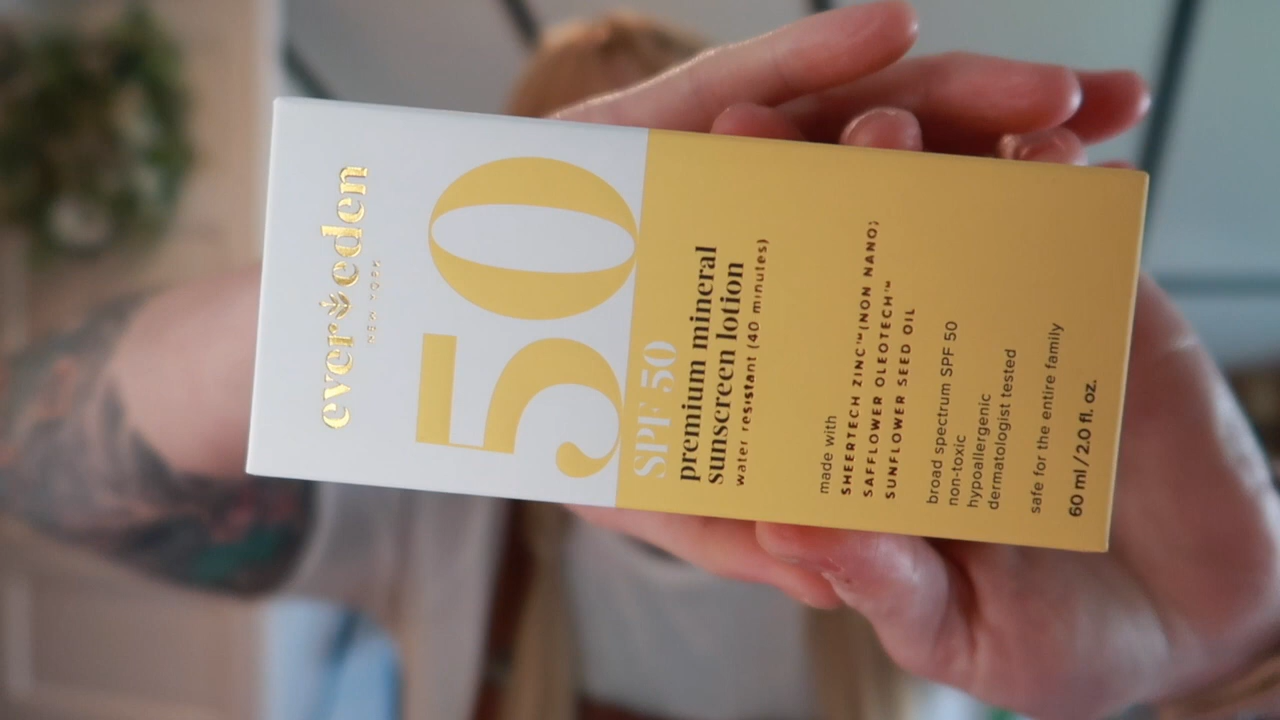 ever eden
NEW YORK
50
SPF 50
premium mineral
sunscreen lotion
water resistant (40 minutes)
made with
SHEERTECH ZINC™(NON NANO;
SAFFLOWER OLEOTECH™
SUNFLOWER SEED OIL
broad spectrum SPF 50
non-toxic
hypoallergenic
dermatologist tested
safe for the entire family
60 ml / 2.0 fl. oz.